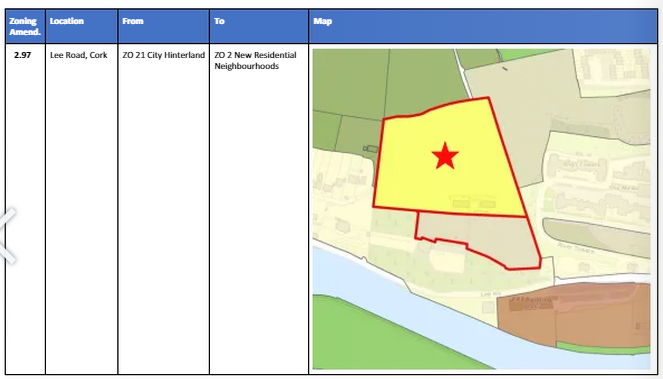 Zoning Amend.
Location
From
To
Map
2.97
Lee Road, Cork
ZO 21 City Hinterland
ZO 2 New Residential
Neighbourhoods